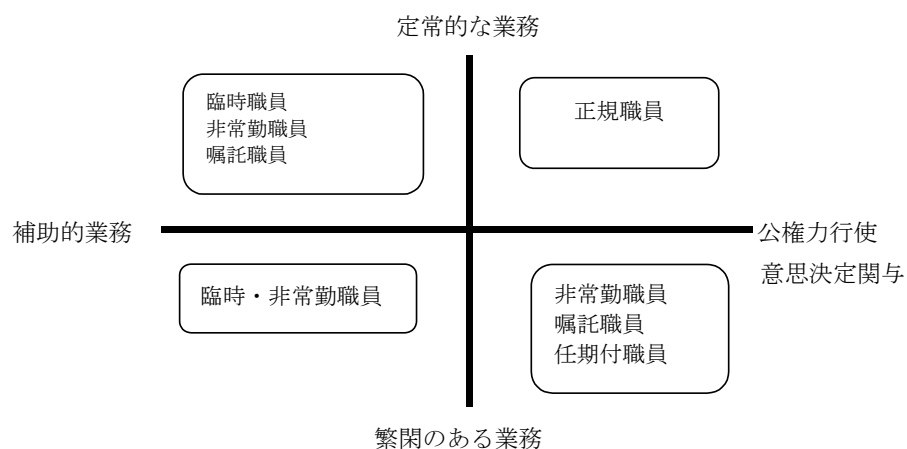 定常的な業務
臨時職員
非常勤職員
嘱託職員
正規職員
補助的業務
公権力行使
意思決定関与
臨時・非常勤職員
非常勤職員
嘱託職員
任期付職員
繁閑のある業務